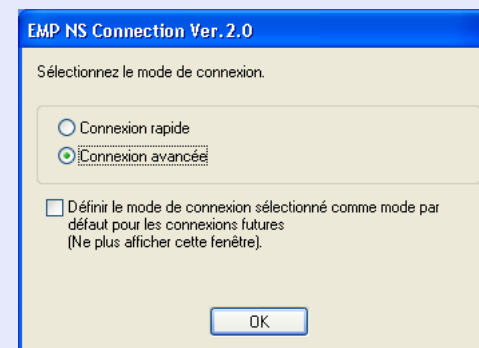 EMP NS Connection Ver.2.0
Sélectionnez le mode de connexion.
Connexion rapide
Connexion avancée
Définir le mode de connexion sélectionné comme mode par
défaut pour les connexions futures
(Ne plus afficher cette fenêtre).
OK